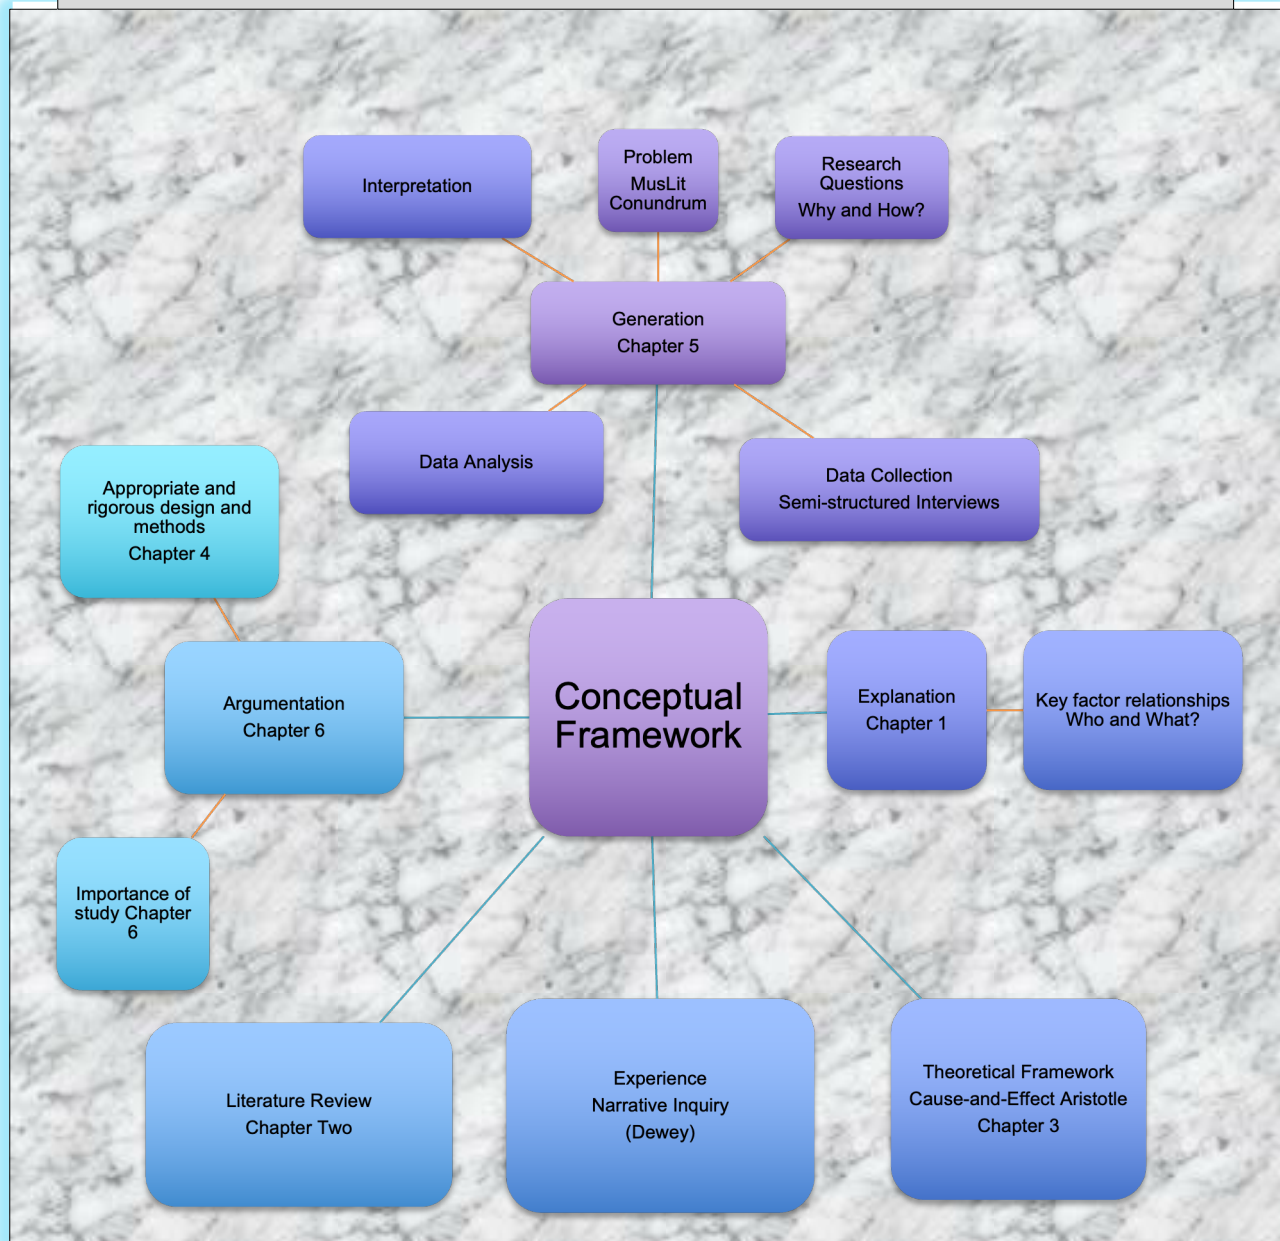 Interpretation
Problem
MusLit
Conundrum
Research
Questions
Why and How?
Generation
Chapter 5
Data Analysis
Data Collection
Semi-structured Interviews
Appropriate and
rigorous design and
methods
Chapter 4
Argumentation
Chapter 6
Conceptual
Framework
Explanation
Chapter 1
Key factor relationships
Who and What?
Importance of
study Chapter
6
Literature Review
Chapter Two
Experience
Narrative Inquiry
(Dewey)
Theoretical Framework
Cause-and-Effect Aristotle
Chapter 3